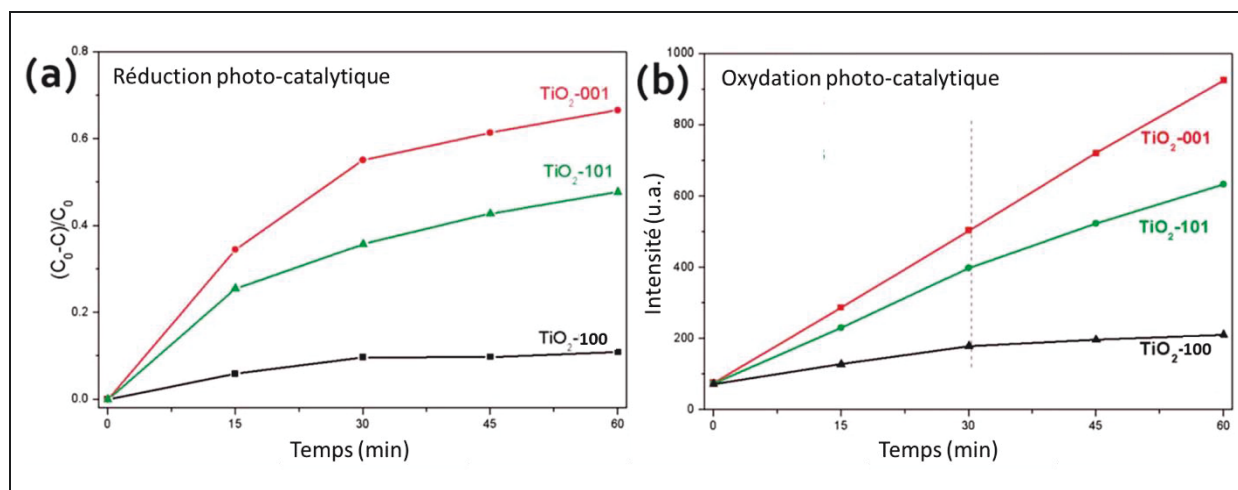 (a)
Réduction photo-catalytique
(C₀-C)/C₀
0.8
0.6
0.4
0.2
0.0
TiO₂-001
TiO₂-101
TiO₂-100
0 15 30 45 60
Temps (min)
(b)
Oxydation photo-catalytique
Intensité (u.a.)
1000
800
600
400
200
0
TiO₂-001
TiO₂-101
TiO₂-100
0 15 30 45 60
Temps (min)